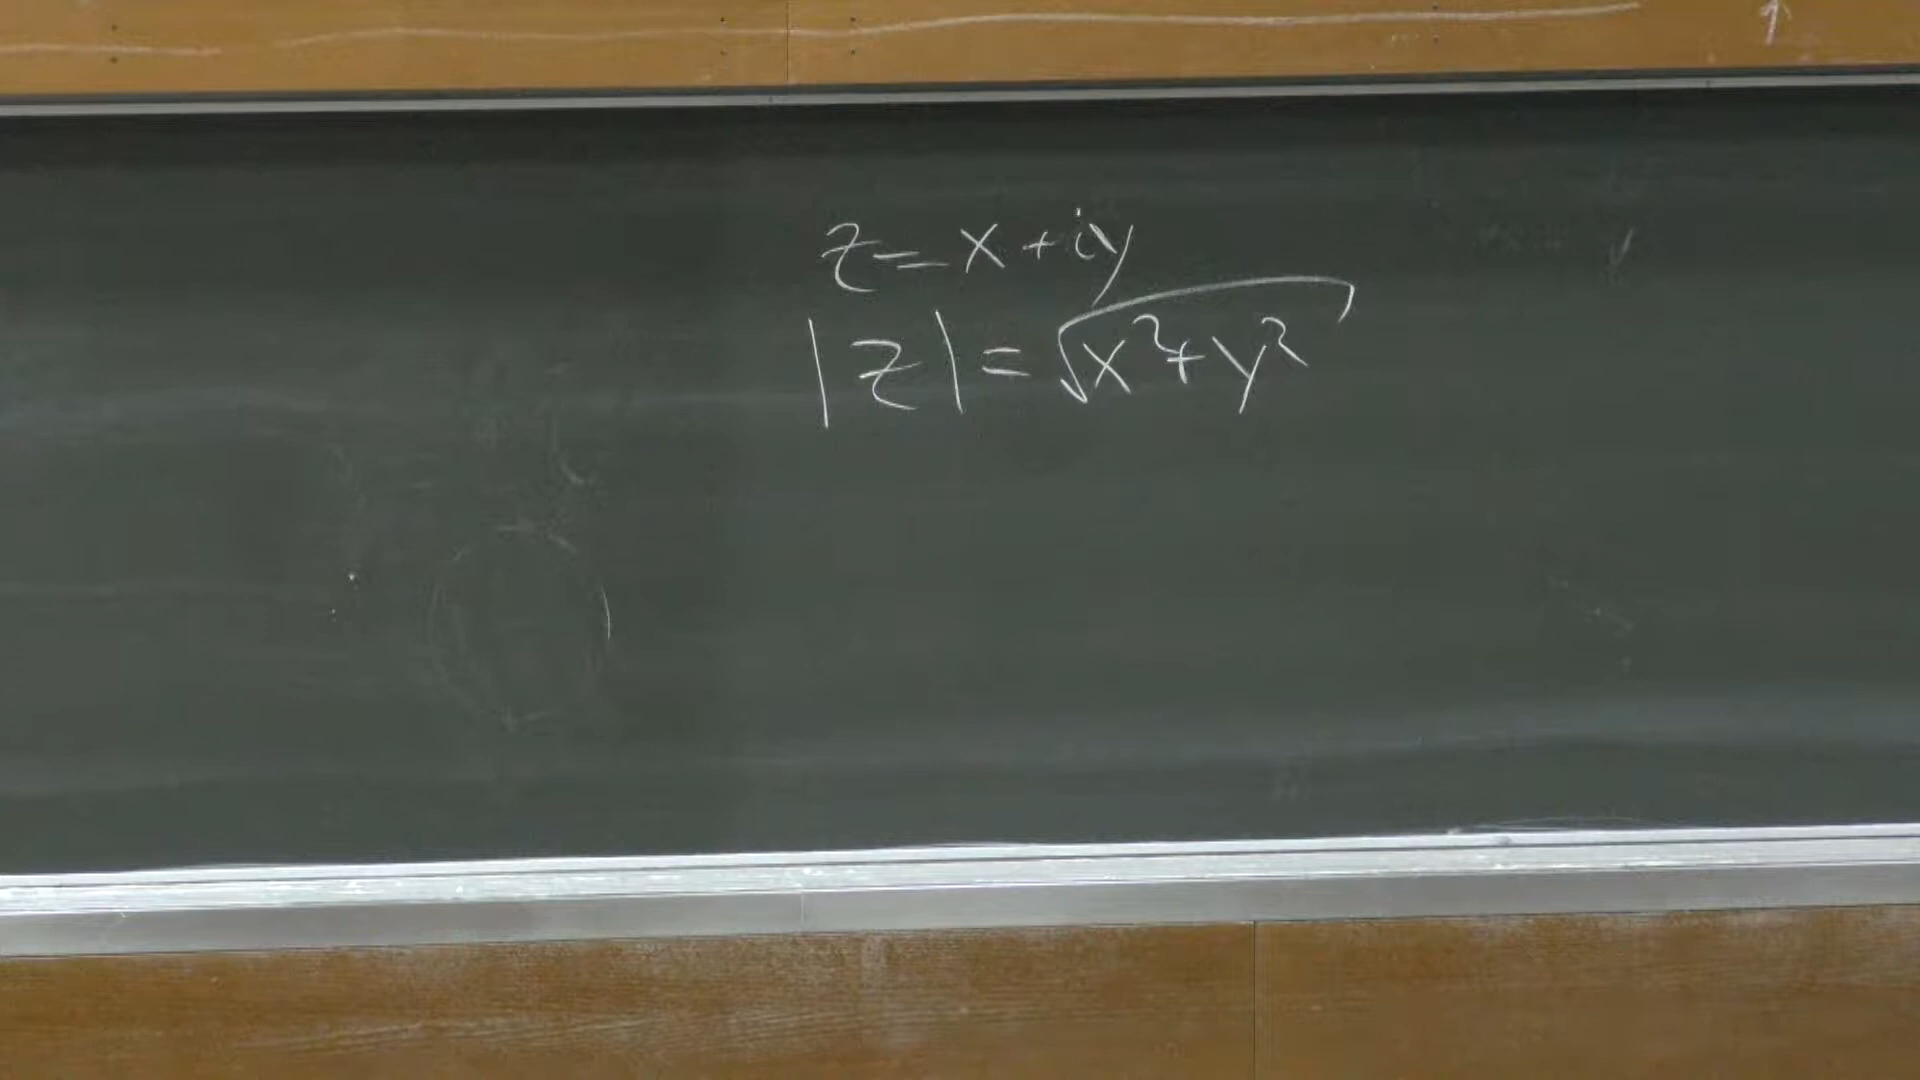 z = x + iy
|z| = √(x² + y²)